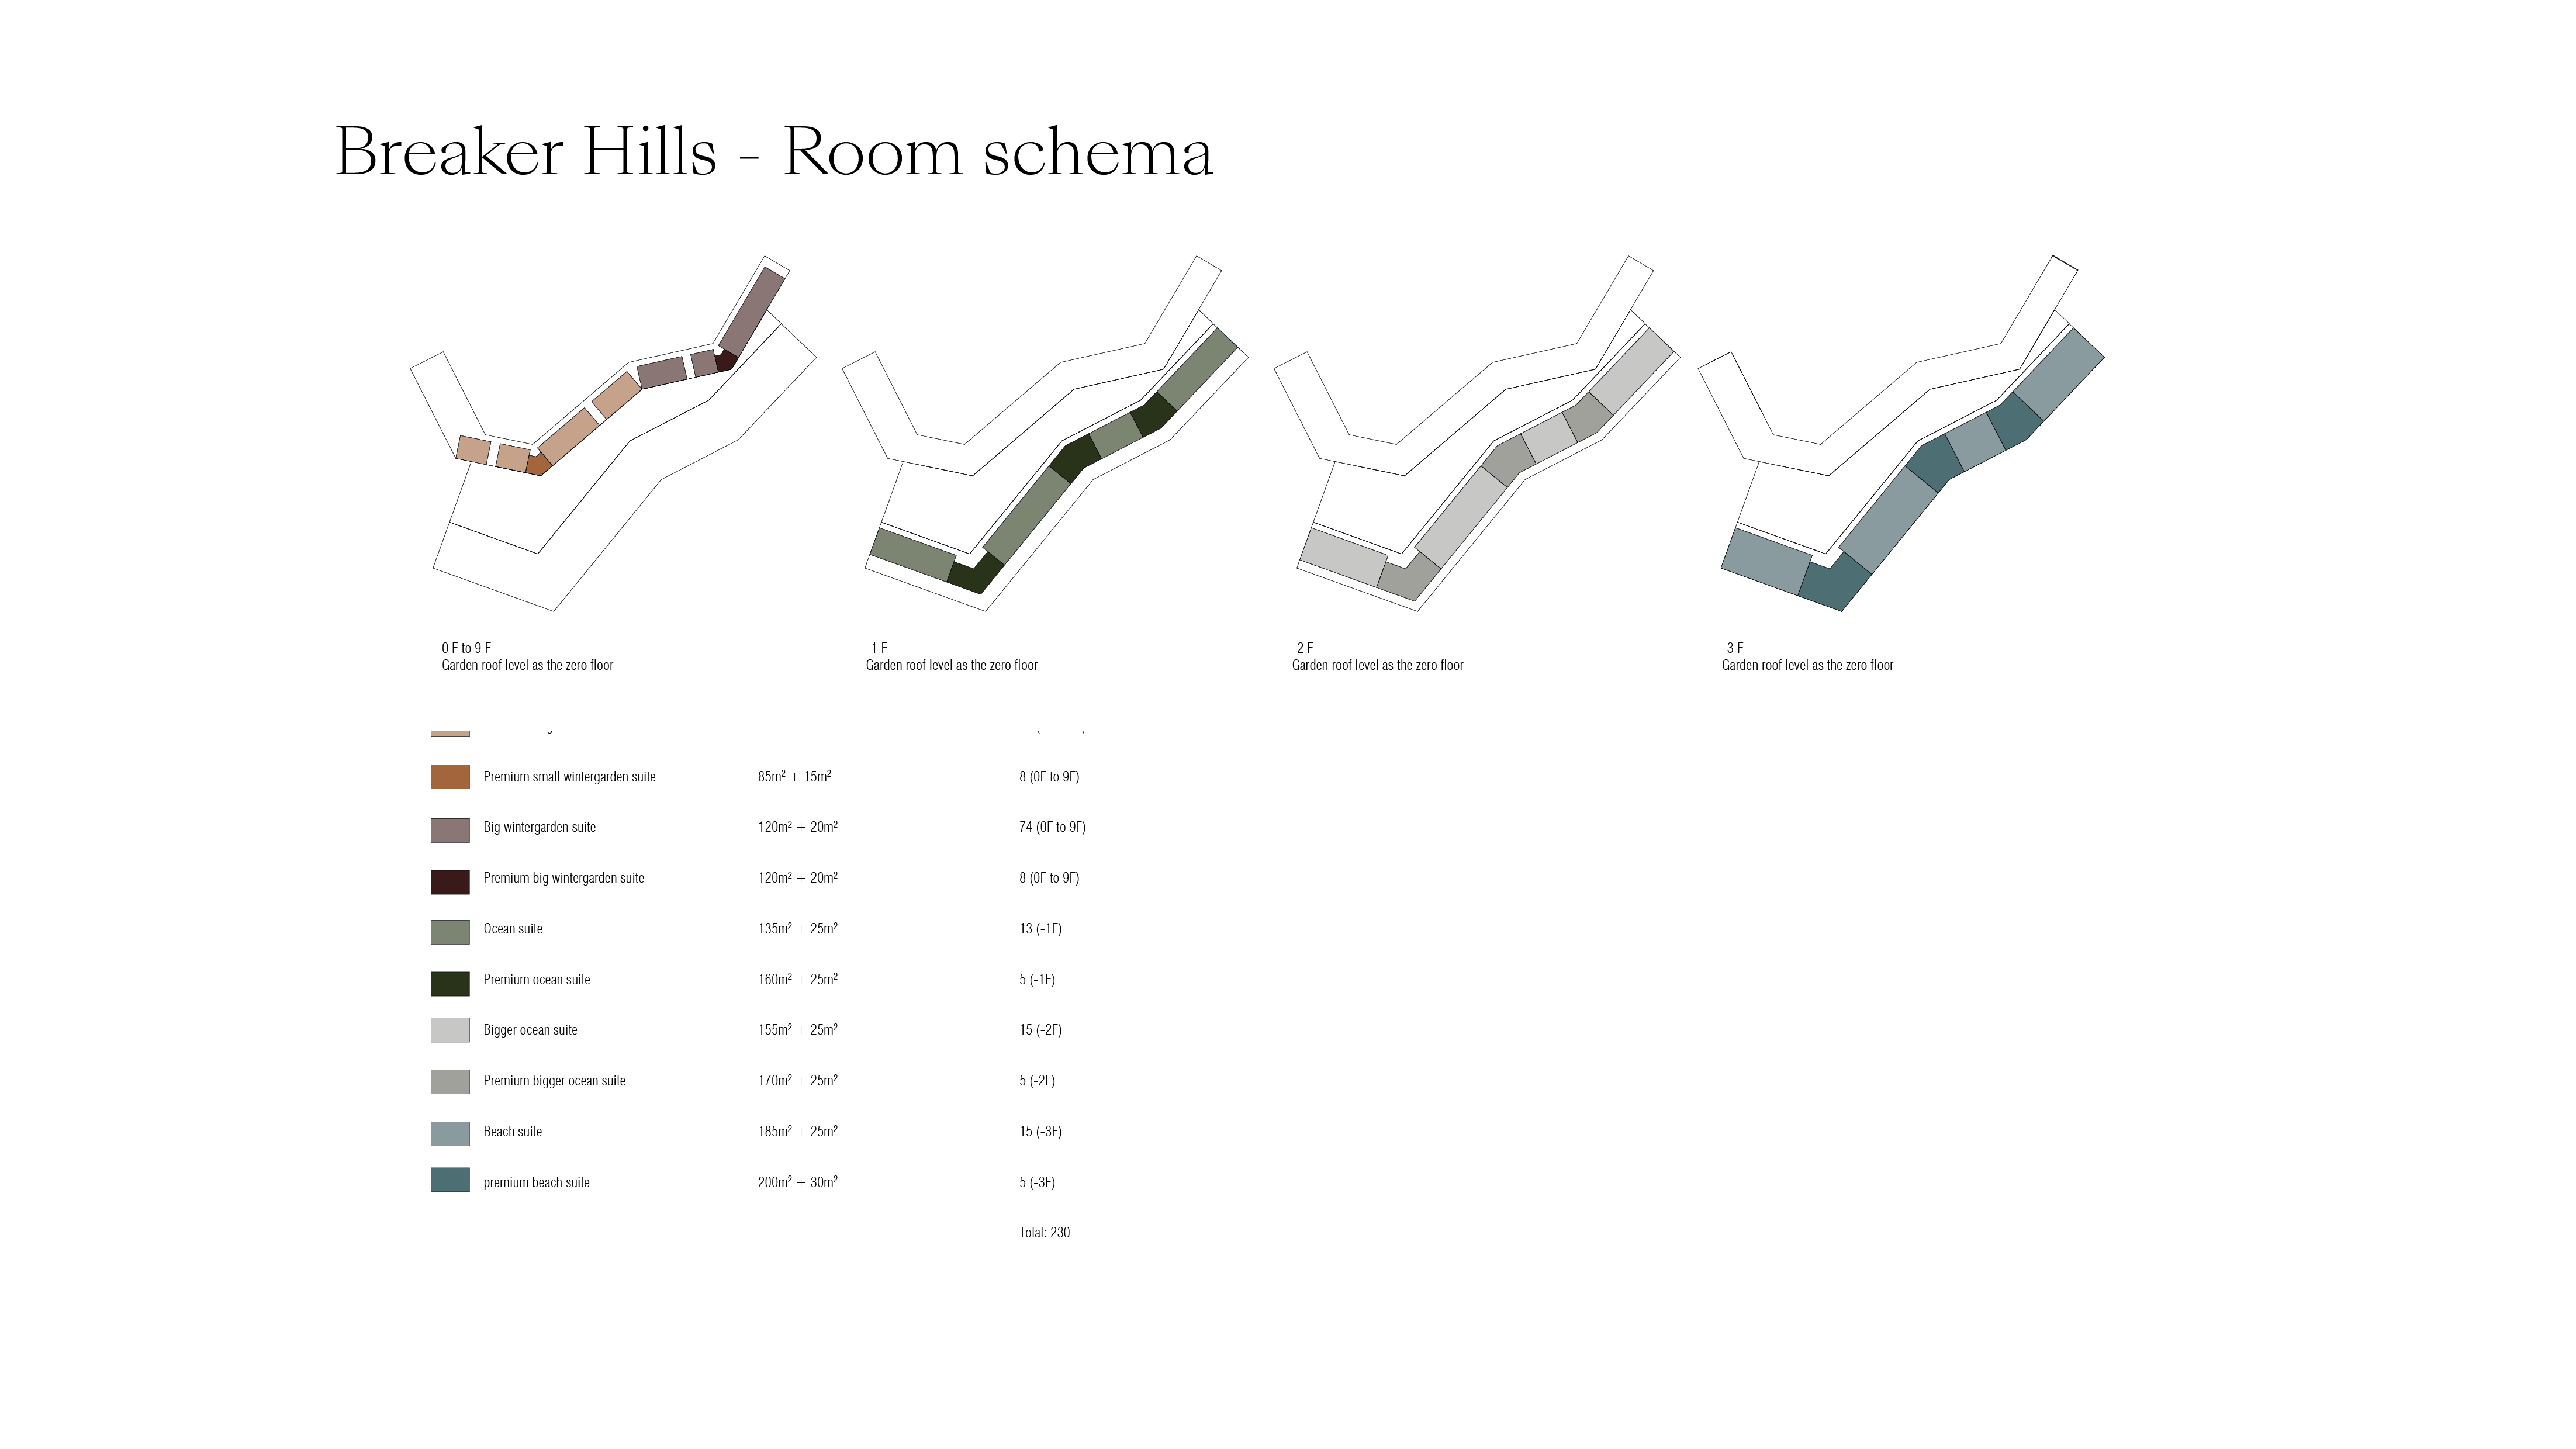 Breaker Hills - Room schema
0 F to 9 F
Garden roof level as the zero floor
-1 F
Garden roof level as the zero floor
-2 F
Garden roof level as the zero floor
-3 F
Garden roof level as the zero floor
Premium small wintergarden suite 85m² + 15m² 8 (0F to 9F)
Big wintergarden suite 120m² + 20m² 74 (0F to 9F)
Premium big wintergarden suite 120m² + 20m² 8 (0F to 9F)
Ocean suite 135m² + 25m² 13 (-1F)
Premium ocean suite 160m² + 25m² 5 (-1F)
Bigger ocean suite 155m² + 25m² 15 (-2F)
Premium bigger ocean suite 170m² + 25m² 5 (-2F)
Beach suite 185m² + 25m² 15 (-3F)
premium beach suite 200m² + 30m² 5 (-3F)
Total: 230